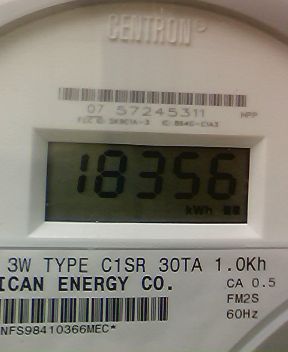 CENTRON®
07 57245311 HPP
18356
kWh
3W TYPE C1SR 30TA 1.0Kh
ICAN ENERGY CO. CA 0.5
FM2S
NFS98410366MEC* 60Hz